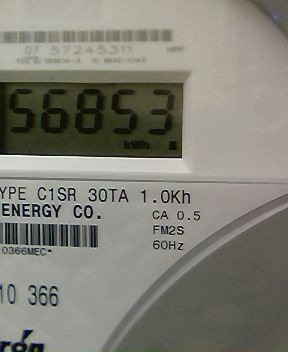 07 57245311
56853
kWh
YPE C1SR 30TA 1.0Kh
ENERGY CO.
CA 0.5
FM2S
60Hz
0366MEC*
10 366
rón